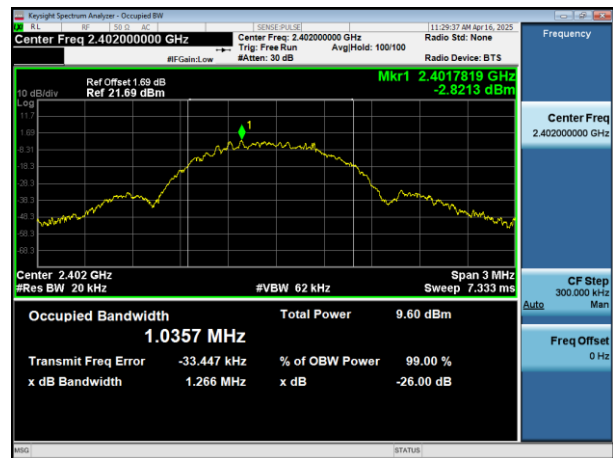 Keysight Spectrum Analyzer - Occupied BW
RL RF 50 Ω AC SENSE:PULSE 11:29:37 AM Apr 16, 2025
Center Freq 2.402000000 GHz Center Freq: 2.402000000 GHz Radio Std: None
Trig: Free Run Avg|Hold: 100/100
#IFGain:Low #Atten: 30 dB Radio Device: BTS
Ref Offset 1.69 dB Mkr1 2.4017819 GHz
10 dB/div Ref 21.69 dBm -2.8213 dBm
Log
11.7
1.69
1
-8.31
-18.3
-28.3
-38.3
-48.3
-58.3
-68.3
Center 2.402 GHz Span 3 MHz
#Res BW 20 kHz #VBW 62 kHz Sweep 7.333 ms
Occupied Bandwidth Total Power 9.60 dBm
1.0357 MHz
Transmit Freq Error -33.447 kHz % of OBW Power 99.00 %
x dB Bandwidth 1.266 MHz x dB -26.00 dB
MSG STATUS
Frequency
Center Freq
2.402000000 GHz
CF Step
300.000 kHz
Auto Man
Freq Offset
0 Hz